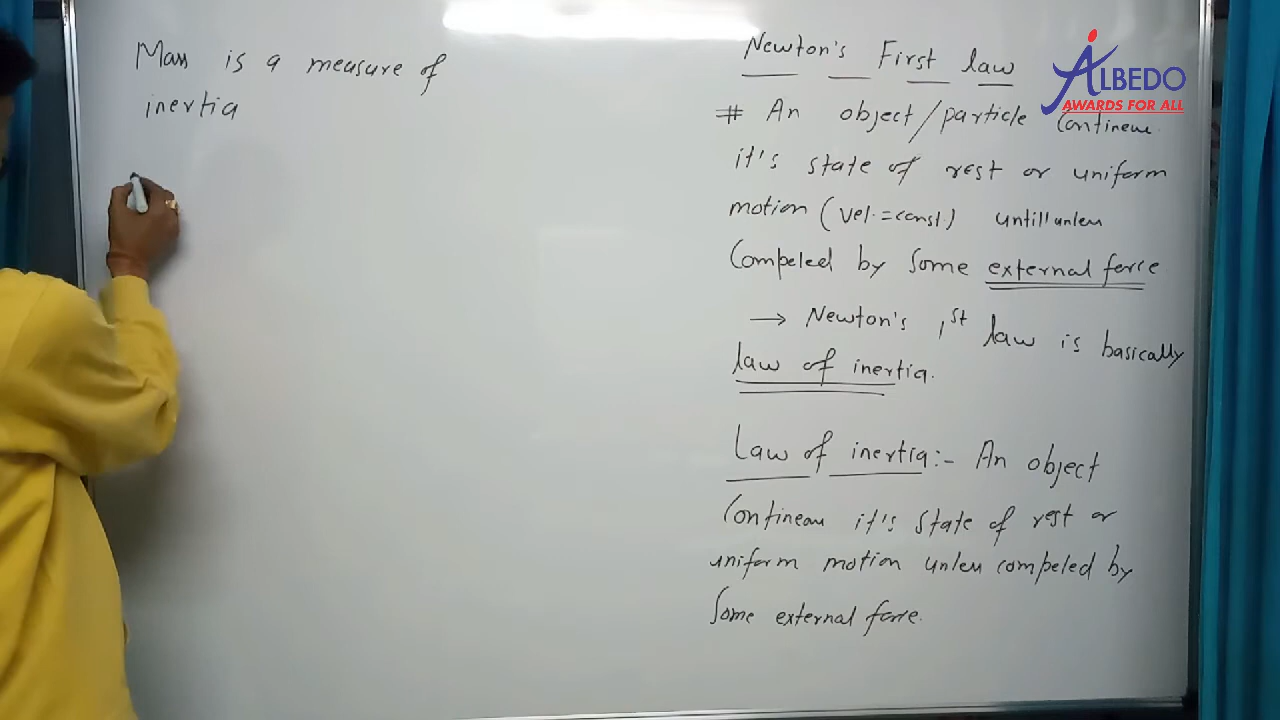 Mass is a measure of
inertia
Newton's First law
# An object/particle Contineou
it's state of rest or uniform
motion (vel. = const) untill unless
Compeled by Some external force
→ Newton's 1st law is basically
law of inertia.
Law of inertia:- An object
Contineou it's State of rest or
uniform motion unless compeled by
Some external force.
ALBEDO
AWARDS FOR ALL